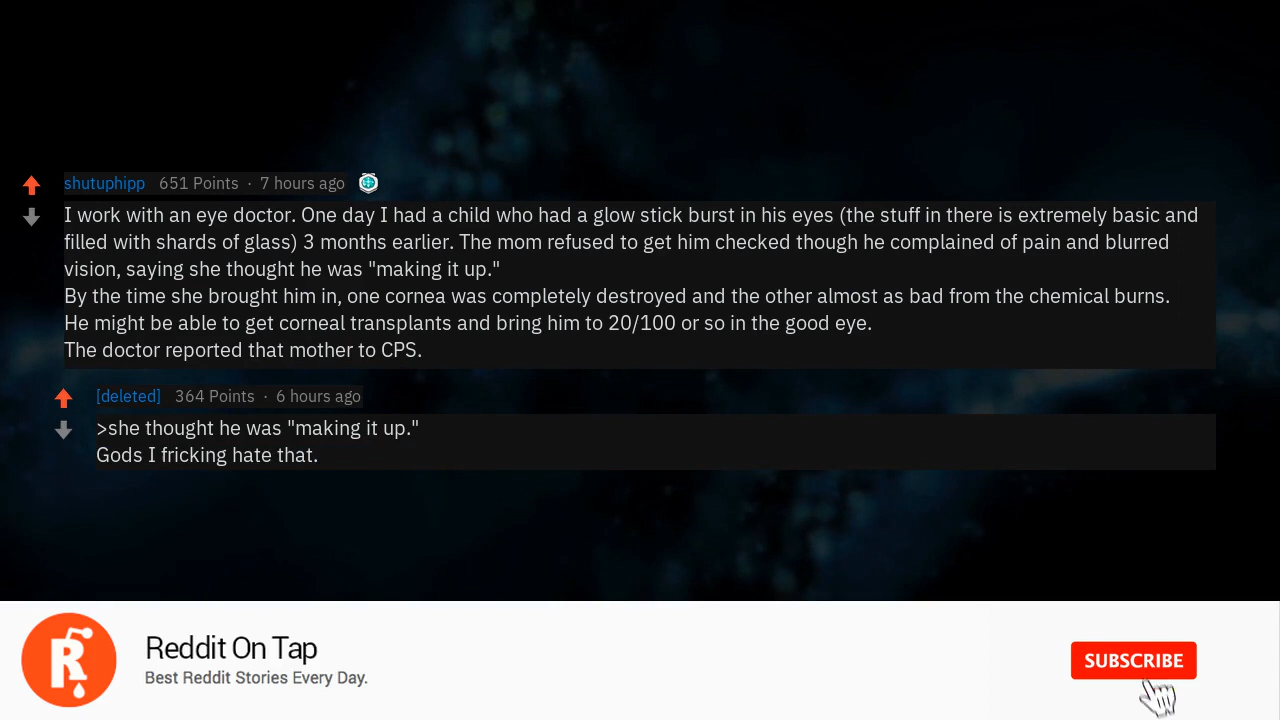 shutuphipp 651 Points · 7 hours ago
I work with an eye doctor. One day I had a child who had a glow stick burst in his eyes (the stuff in there is extremely basic and
filled with shards of glass) 3 months earlier. The mom refused to get him checked though he complained of pain and blurred
vision, saying she thought he was "making it up."
By the time she brought him in, one cornea was completely destroyed and the other almost as bad from the chemical burns.
He might be able to get corneal transplants and bring him to 20/100 or so in the good eye.
The doctor reported that mother to CPS.
[deleted] 364 Points · 6 hours ago
>she thought he was "making it up."
Gods I fricking hate that.
Reddit On Tap
Best Reddit Stories Every Day.
SUBSCRIBE